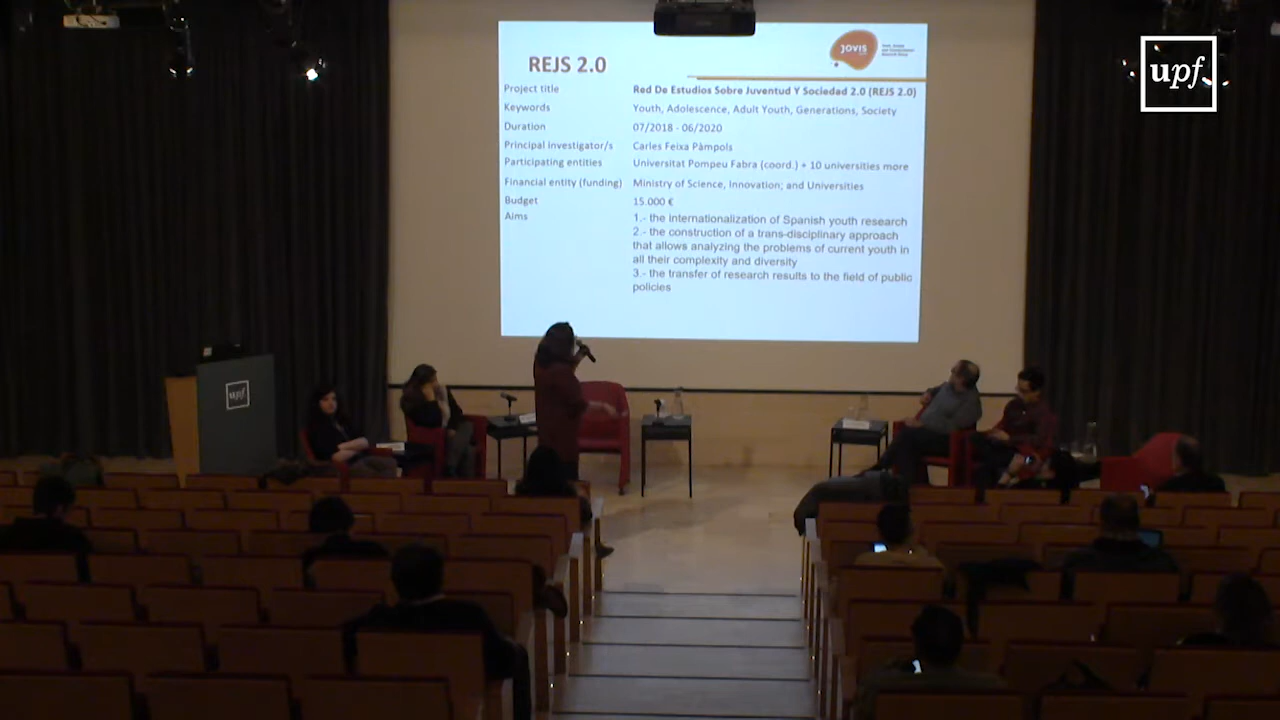 upf.
JOVIS
REJS 2.0
Project title Red De Estudios Sobre Juventud Y Sociedad 2.0 (REJS 2.0)
Keywords Youth, Adolescence, Adult Youth, Generations, Society
Duration 07/2018 - 06/2020
Principal investigator/s Carles Feixa Pàmpols
Participating entities Universitat Pompeu Fabra (coord.) + 10 universities more
Financial entity (funding) Ministry of Science, Innovation; and Universities
Budget 15.000 €
Aims 1.- the internationalization of Spanish youth research
2.- the construction of a trans-disciplinary approach
that allows analyzing the problems of current youth in
all their complexity and diversity
3.- the transfer of research results to the field of public
policies
upf.